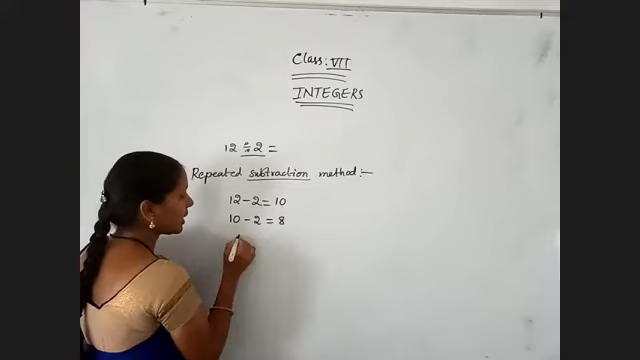 Class: VII
INTEGERS
12 ÷ 2 =
Repeated subtraction method:-
12 - 2 = 10
10 - 2 = 8